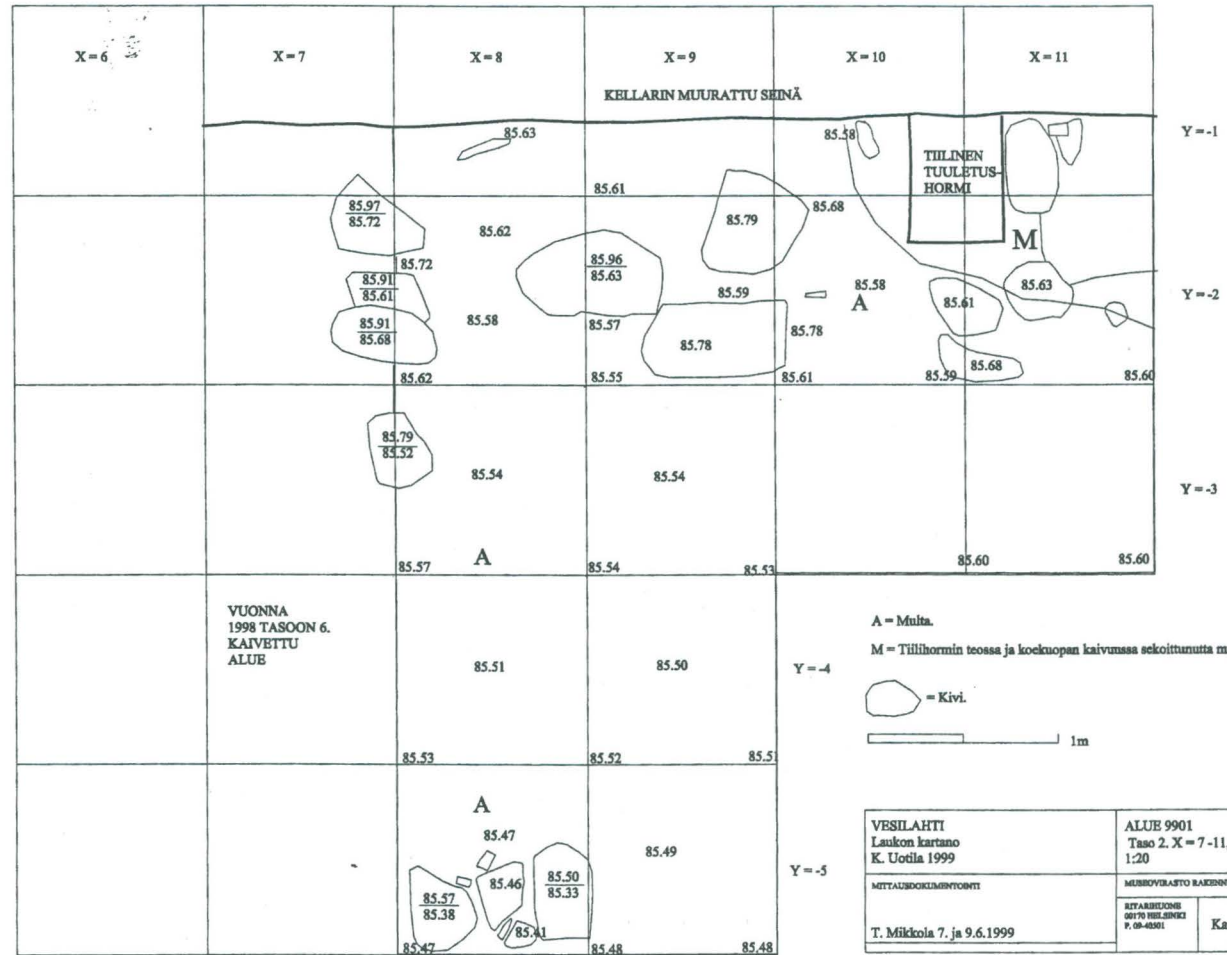 X = 6
X = 7
X = 8
X = 9
X = 10
X = 11
KELLARIN MUURATTU SEINÄ
85.63
85.58
Y = -1
TIILINEN
TUULETUS-
HORMI
85.61
85.97
85.72
85.62
85.79
85.68
M
85.72
85.96
85.63
85.91
85.61
85.59
85.58
A
85.61
85.63
Y = -2
85.91
85.68
85.58
85.57
85.78
85.78
85.68
85.62
85.55
85.61
85.59
85.60
85.79
85.52
85.54
85.54
Y = -3
85.57
A
85.54
85.53
85.60
85.60
VUONNA
1998 TASOON 6.
KAIVETTU
ALUE
A = Multa.
M = Tiilihormin teossa ja koekuopan kaivuussa sekoittunutta
85.51
85.50
Y = -4
= Kivi.
1m
85.53
85.52
85.51
A
85.47
85.49
Y = -5
85.57
85.38
85.46
85.50
85.33
85.41
85.47
85.48
85.48
VESILAHTI
Laukon kartano
K. Uotila 1999
ALUE 9901
Taso 2. X = 7 -11,
1:20
MITTAUSDOKUMENTOINTI
T. Mikkola 7. ja 9.6.1999
MUSEOVIRASTO
RITARIHUONE
00170 HELSINKI